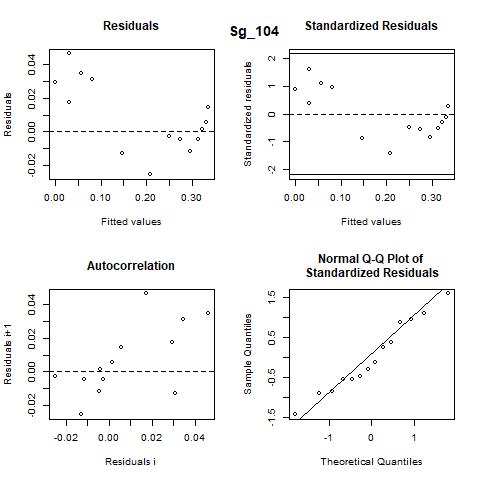 Sg_104
Residuals
Residuals
-0.02 0.00 0.02 0.04
0.00 0.10 0.20 0.30
Fitted values
Standardized Residuals
Standardized residuals
-2 -1 0 1 2
0.00 0.10 0.20 0.30
Fitted values
Autocorrelation
Residuals i+1
-0.02 0.00 0.02 0.04
-0.02 0.00 0.02 0.04
Residuals i
Normal Q-Q Plot of
Standardized Residuals
Sample Quantiles
-1.5 -0.5 0.5 1.5
-1 0 1
Theoretical Quantiles